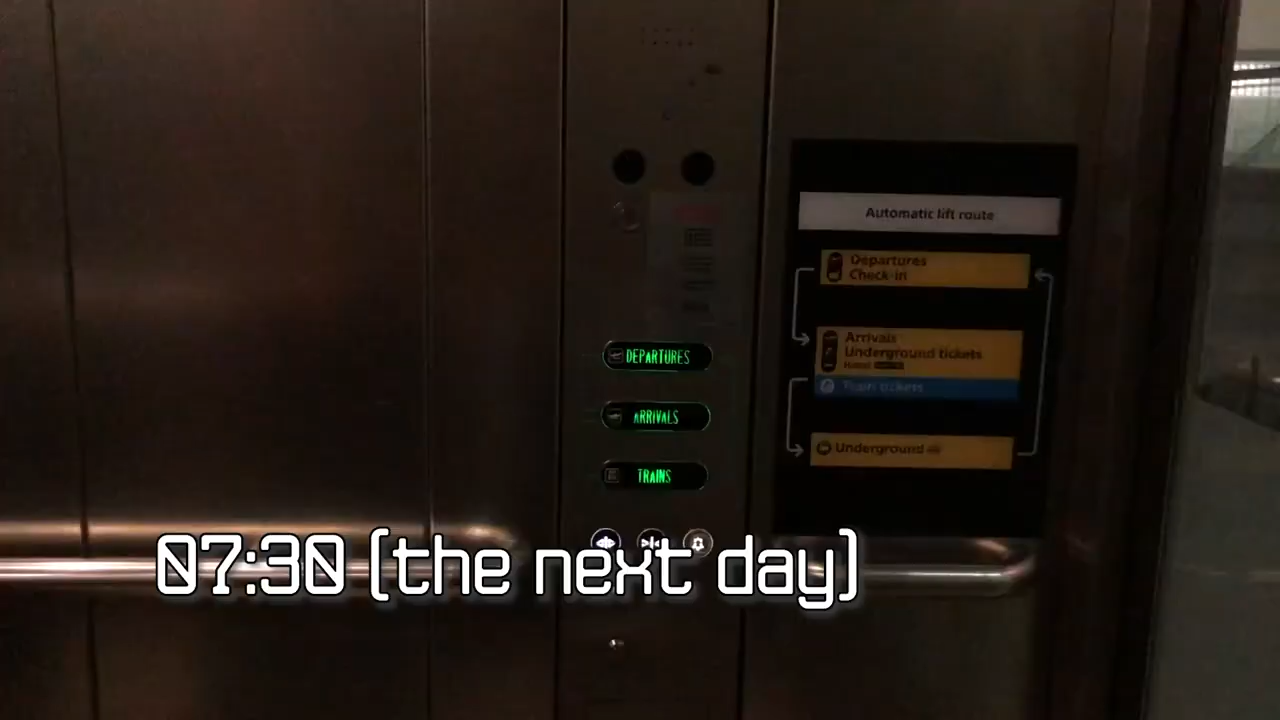 Automatic lift route
Departures
Check-in
Arrivals
Underground tickets
Train tickets
Underground
DEPARTURES
ARRIVALS
TRAINS
07:30 (the next day)